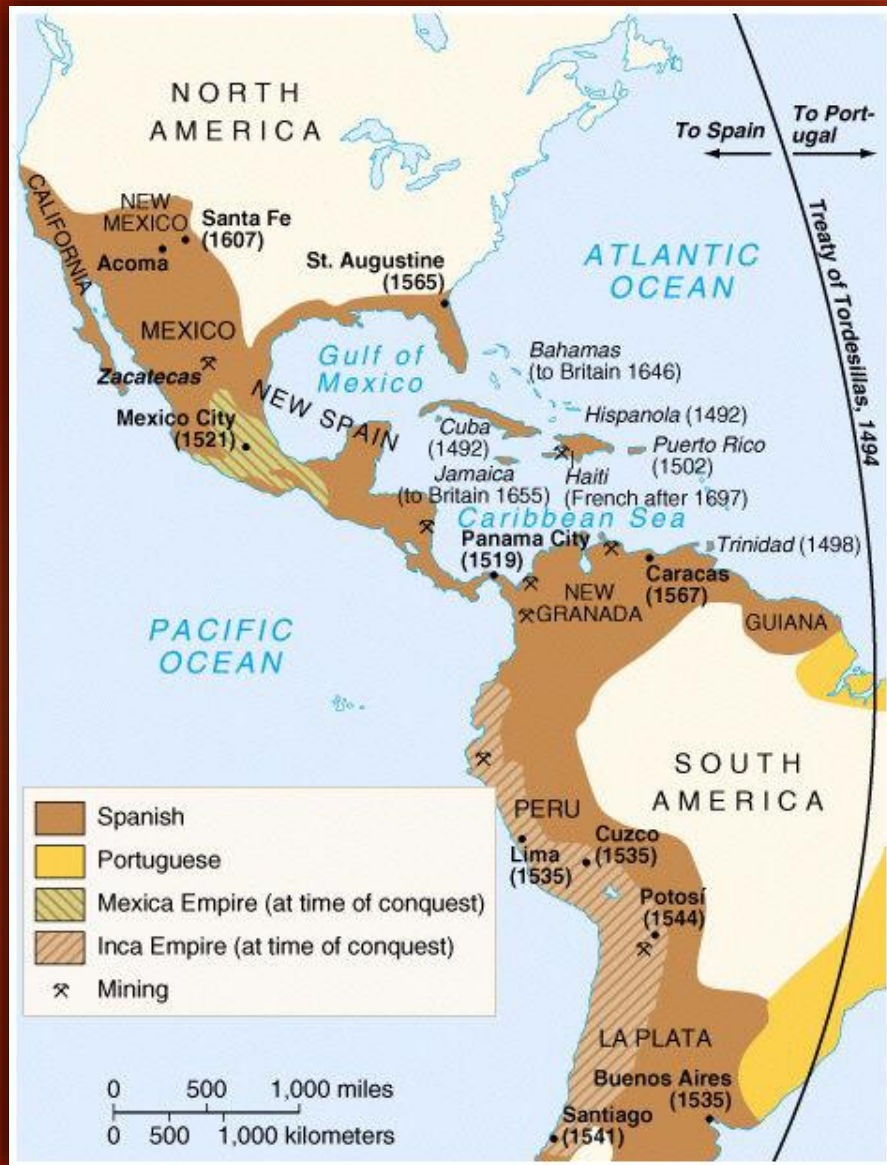 NORTH
AMERICA
To Spain
To Port-
ugal
Treaty of Tordesillas, 1494
CALIFORNIA
NEW
MEXICO
Santa Fe
(1607)
Acoma
St. Augustine
(1565)
ATLANTIC
OCEAN
MEXICO
Gulf of
Mexico
Bahamas
(to Britain 1646)
Zacatecas
NEW SPAIN
Mexico City
(1521)
Cuba
(1492)
Hispanola (1492)
Puerto Rico
(1502)
Jamaica
(to Britain 1655)
Haiti
(French after 1697)
Caribbean Sea
Panama City
(1519)
Trinidad (1498)
Caracas
(1567)
NEW
GRANADA
GUIANA
PACIFIC
OCEAN
SOUTH
AMERICA
PERU
Lima
(1535)
Cuzco
(1535)
Potosí
(1544)
Spanish
Portuguese
Mexica Empire (at time of conquest)
Inca Empire (at time of conquest)
Mining
LA PLATA
Buenos Aires
(1535)
Santiago
(1541)
0 500 1,000 miles
0 500 1,000 kilometers